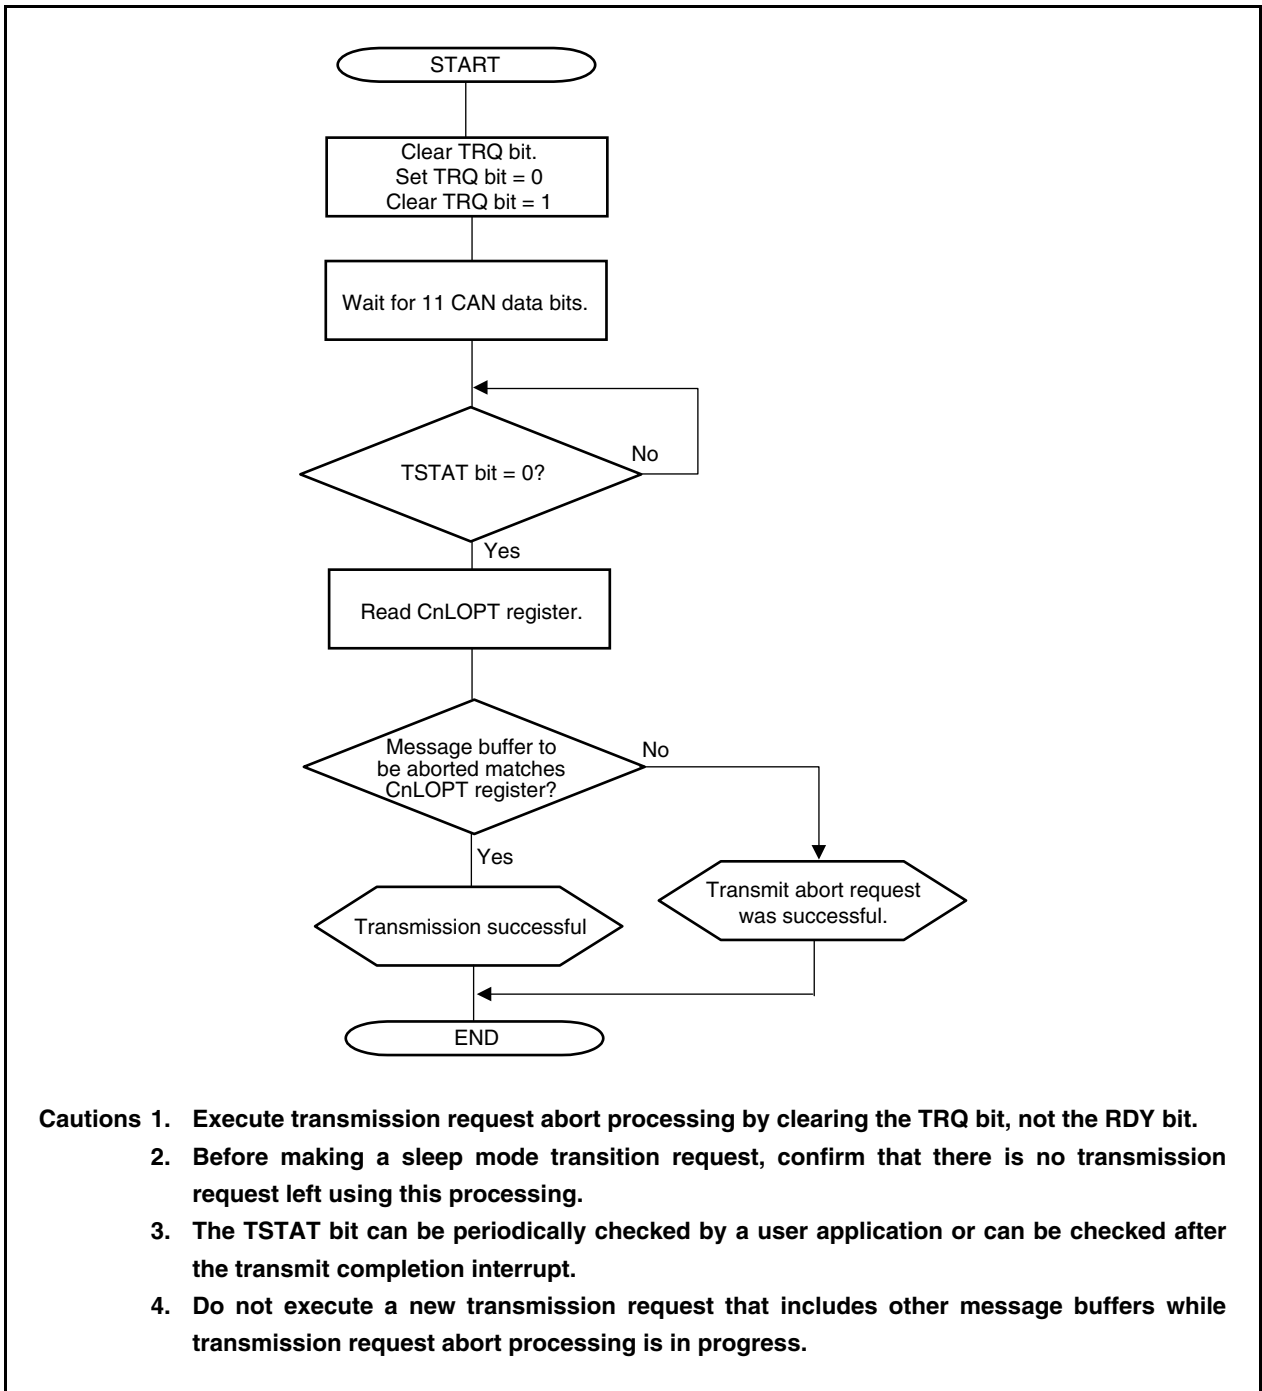 START
Clear TRQ bit.
Set TRQ bit = 0
Clear TRQ bit = 1
Wait for 11 CAN data bits.
No
TSTAT bit = 0?
Yes
Read CnLOPT register.
Message buffer to
be aborted matches
CnLOPT register?
No
Yes
Transmit abort request
was successful.
Transmission successful
END
Cautions 1. Execute transmission request abort processing by clearing the TRQ bit, not the RDY bit.
2. Before making a sleep mode transition request, confirm that there is no transmission
request left using this processing.
3. The TSTAT bit can be periodically checked by a user application or can be checked after
the transmit completion interrupt.
4. Do not execute a new transmission request that includes other message buffers while
transmission request abort processing is in progress.